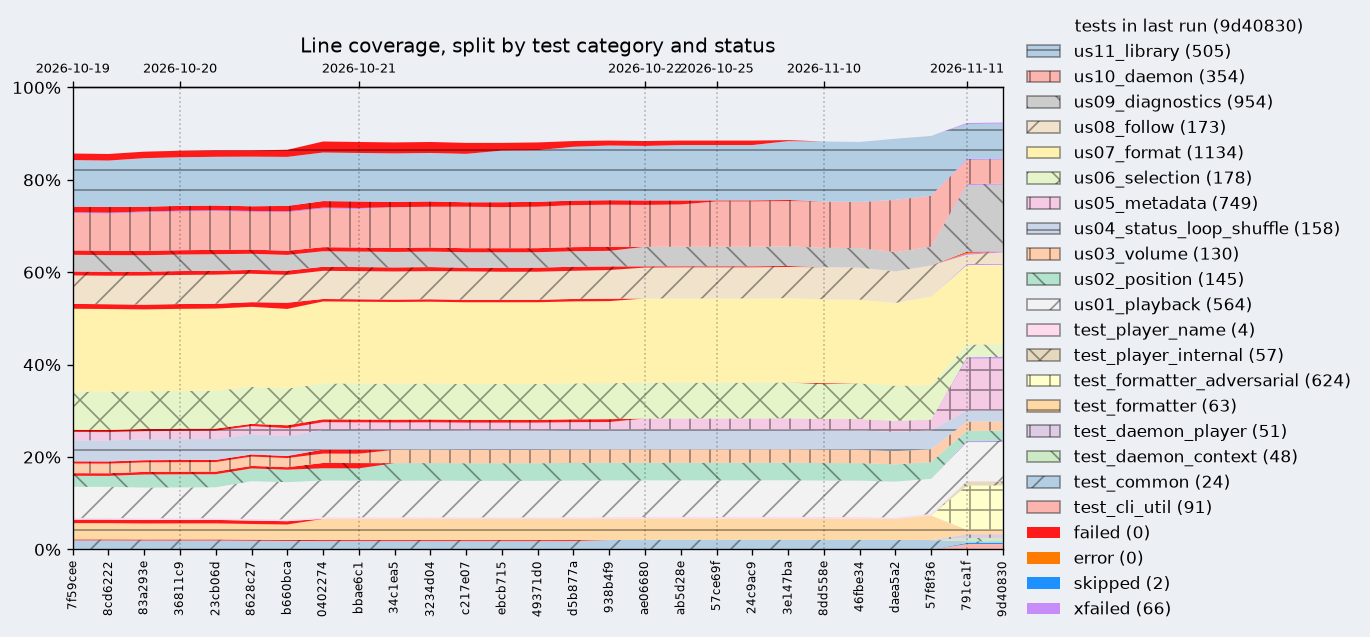 Line coverage, split by test category and status
2026-10-19
2026-10-20
2026-10-21
2026-10-22
2026-10-25
2026-11-10
2026-11-11
100%
80%
60%
40%
20%
0%
7f59cee
8cd6222
83a293e
36811c9
23cb06d
8628c27
b660bca
0402274
bbae6c1
34c1ea5
3234d04
c217e07
ebcb715
49371d0
d5b877a
938b4f9
ae06680
ab5d28e
57ce69f
24c9ac9
3e147ba
8dd558e
46fbe34
daea5a2
57f8f36
791ca1f
9d40830
tests in last run (9d40830)
us11_library (505)
us10_daemon (354)
us09_diagnostics (954)
us08_follow (173)
us07_format (1134)
us06_selection (178)
us05_metadata (749)
us04_status_loop_shuffle (158)
us03_volume (130)
us02_position (145)
us01_playback (564)
test_player_name (4)
test_player_internal (57)
test_formatter_adversarial (624)
test_formatter (63)
test_daemon_player (51)
test_daemon_context (48)
test_common (24)
test_cli_util (91)
failed (0)
error (0)
skipped (2)
xfailed (66)